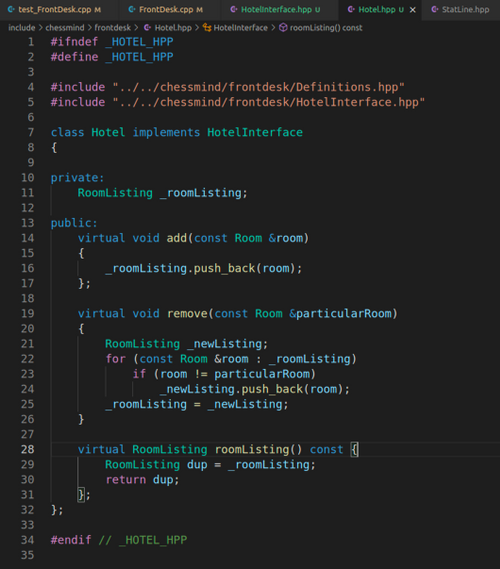 test_FrontDesk.cpp M FrontDesk.cpp M HotelInterface.hpp U Hotel.hpp U × StatLine.hpp
include > chessmind > frontdesk > Hotel.hpp > HotelInterface > roomListing() const
1 #ifndef _HOTEL_HPP
2 #define _HOTEL_HPP
3
4 #include "../../chessmind/frontdesk/Definitions.hpp"
5 #include "../../chessmind/frontdesk/HotelInterface.hpp"
6
7 class Hotel implements HotelInterface
8 {
9
10 private:
11     RoomListing _roomListing;
12
13 public:
14     virtual void add(const Room &room)
15     {
16         _roomListing.push_back(room);
17     };
18
19     virtual void remove(const Room &particularRoom)
20     {
21         RoomListing _newListing;
22         for (const Room &room : _roomListing)
23             if (room != particularRoom)
24                 _newListing.push_back(room);
25         _roomListing = _newListing;
26     }
27
28     virtual RoomListing roomListing() const {
29         RoomListing dup = _roomListing;
30         return dup;
31     };
32 };
33
34 #endif // _HOTEL_HPP
35